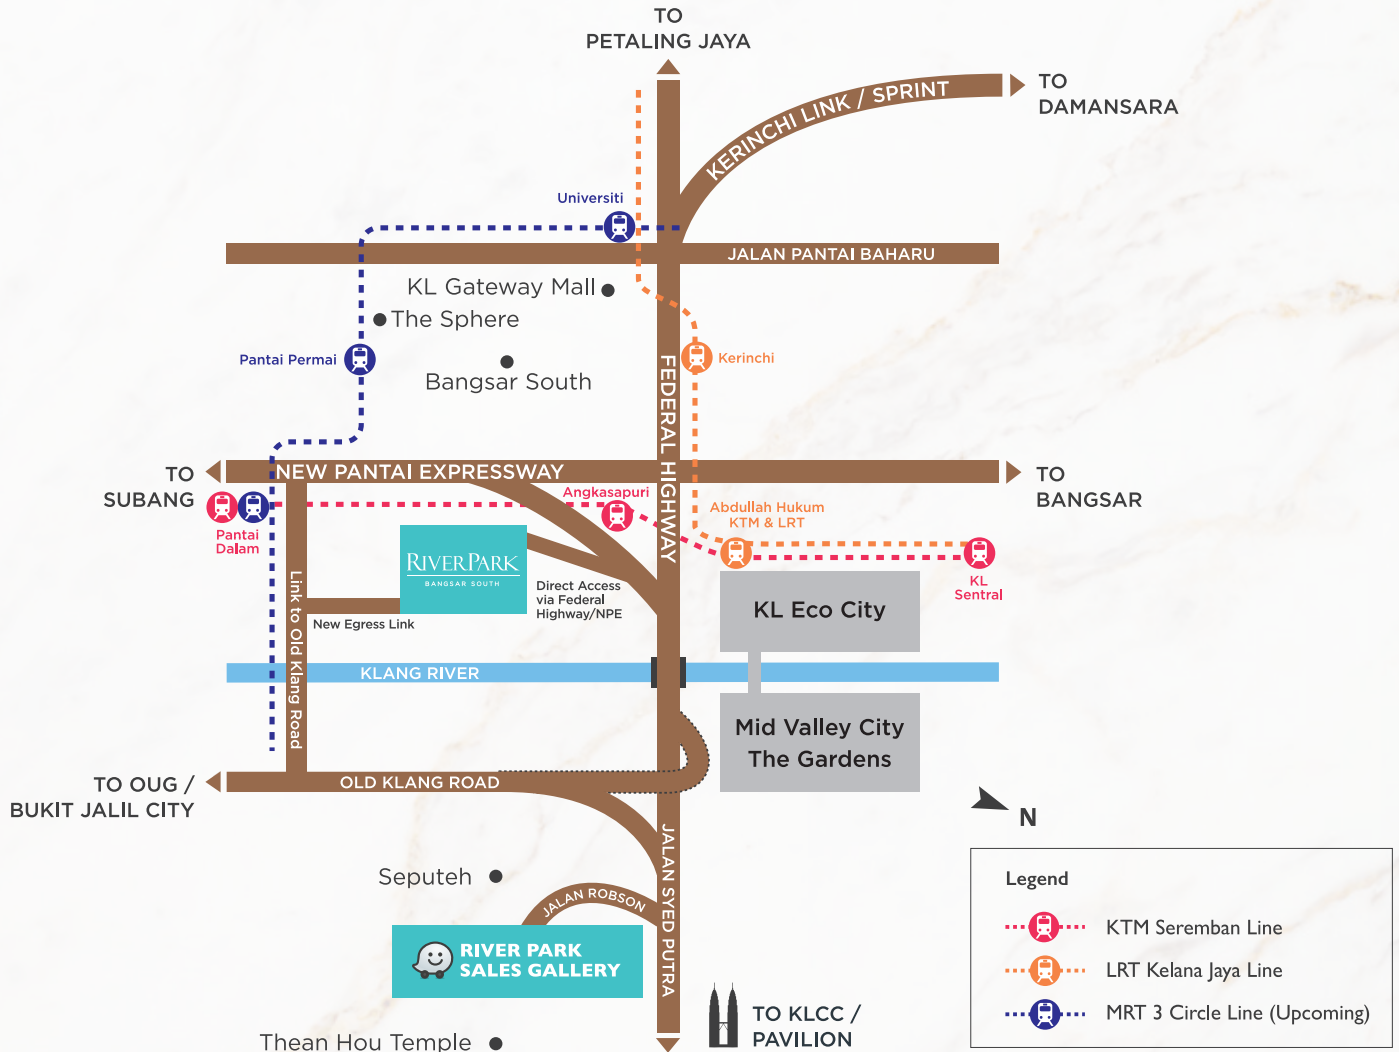 TO
PETALING JAYA
TO
DAMANSARA
KERINCHI LINK / SPRINT
Universiti
JALAN PANTAI BAHARU
KL Gateway Mall
The Sphere
Pantai Permai
Bangsar South
Kerinchi
FEDERAL HIGHWAY
TO
SUBANG
NEW PANTAI EXPRESSWAY
TO
BANGSAR
Pantai
Dalam
Angkasapuri
Abdullah Hukum
KTM & LRT
KL
Sentral
RIVERPARK
BANGSAR SOUTH
Direct Access
via Federal
Highway/NPE
New Egress Link
Link to Old Klang Road
KL Eco City
KLANG RIVER
Mid Valley City
The Gardens
TO OUG /
BUKIT JALIL CITY
OLD KLANG ROAD
N
JALAN SYED PUTRA
Seputeh
JALAN ROBSON
RIVER PARK
SALES GALLERY
Thean Hou Temple
TO KLCC /
PAVILION
Legend
KTM Seremban Line
LRT Kelana Jaya Line
MRT 3 Circle Line (Upcoming)